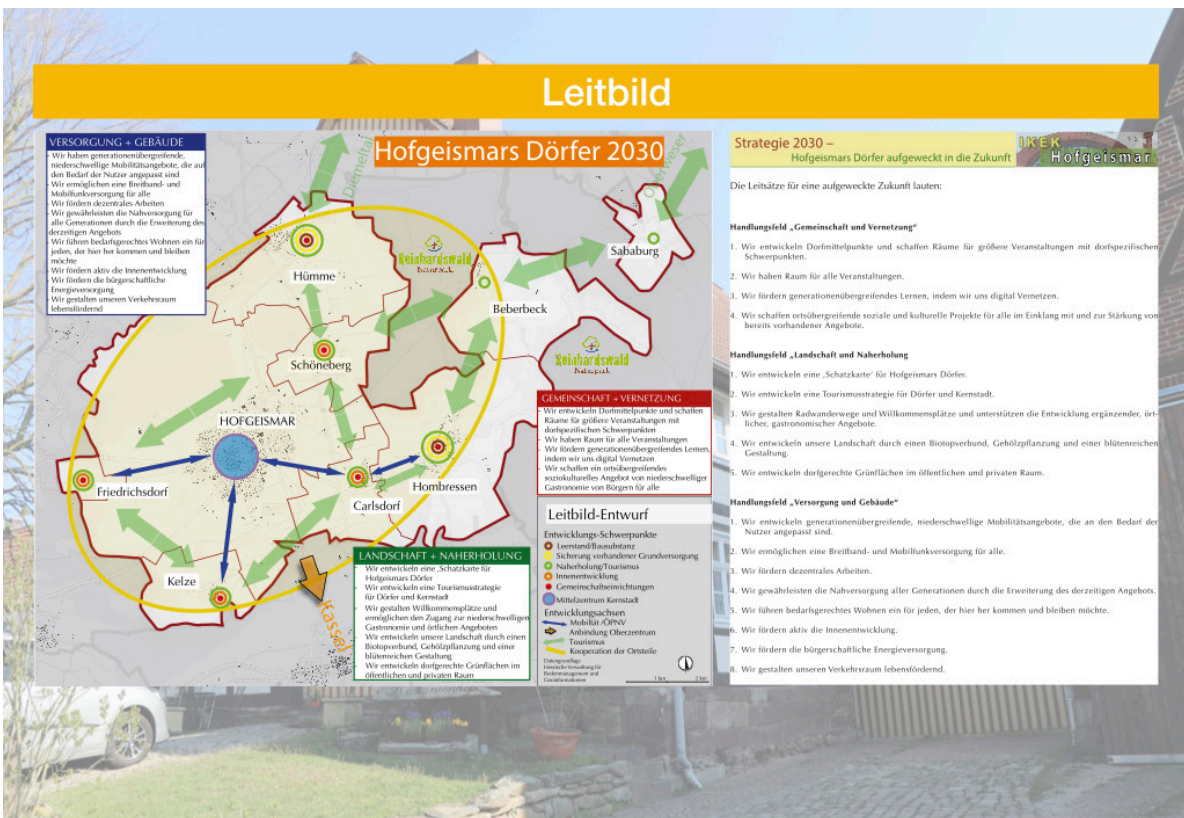 Leitbild
VERSORGUNG + GEBÄUDE
- Wir haben generationenübergreifende,
niederschwellige Mobilitätsangebote, die auf
den Bedarf der Nutzer angepasst sind
- Wir ermöglichen eine Breitband- und
Mobilfunkversorgung für alle
- Wir fördern dezentrales Arbeiten
- Wir gewährleisten die Nahversorgung für
alle Generationen durch die Erweiterung des
derzeitigen Angebots
- Wir führen bedarfsgerechtes Wohnen ein für
jeden, der hier her kommen und bleiben
möchte
- Wir fördern aktiv die Innenentwicklung
- Wir fördern die bürgerschaftliche
Energieversorgung
- Wir gestalten unseren Verkehrsraum
lebensfördernd
Hofgeismars Dörfer 2030
Diemeltal
Oberweser
Sababurg
Reinhardswald
Naturpark
Hümme
Beberbeck
Schöneberg
Reinhardswald
Naturpark
HOFGEISMAR
Friedrichsdorf
Carlsdorf
Hombressen
Kelze
Kassel
GEMEINSCHAFT + VERNETZUNG
- Wir entwickeln Dorfmittelpunkte und schaffen
Räume für größere Veranstaltungen mit
dorfspezifischen Schwerpunkten
- Wir haben Raum für alle Veranstaltungen
- Wir fördern generationenübergreifendes Lernen,
indem wir uns digital vernetzen
- Wir schaffen ein ortsübergreifendes
soziokulturelles Angebot von niederschwelliger
Gastronomie von Bürgern für alle
LANDSCHAFT + NAHERHOLUNG
Wir entwickeln eine ‚Schatzkarte für
Hofgeismars Dörfer
Wir entwickeln eine Tourismusstrategie
für Dörfer und Kernstadt
Wir gestalten Willkommensplätze und
ermöglichen den Zugang zur niederschwelligen
Gastronomie und örtlichen Angeboten
Wir entwickeln unsere Landschaft durch einen
Biotopverbund, Gehölzpflanzung und einer
blütenreichen Gestaltung
Wir entwickeln dorfgerechte Grünflächen im
öffentlichen und privaten Raum
Leitbild-Entwurf
Entwicklungs-Schwerpunkte
Leerstand/Bausubstanz
Sicherung vorhandener Grundversorgung
Naherholung/Tourismus
Innenentwicklung
Gemeinschaftseinrichtungen
Mittelzentrum Kernstadt
Entwicklungsachsen
Mobiltät /ÖPNV
Anbindung Oberzentrum
Tourismus
Kooperation der Ortsteile
Datengrundlage:
Hessische Verwaltung für
Bodenmanagement und
Geoinformationen
1 km 2 km
Strategie 2030 –
Hofgeismars Dörfer aufgeweckt in die Zukunft
IKEK
Hofgeismar
Die Leitsätze für eine aufgeweckte Zukunft lauten:
Handlungsfeld „Gemeinschaft und Vernetzung"
1. Wir entwickeln Dorfmittelpunkte und schaffen Räume für größere Veranstaltungen mit dorfspezifischen
Schwerpunkten.
2. Wir haben Raum für alle Veranstaltungen.
3. Wir fördern generationenübergreifendes Lernen, indem wir uns digital Vernetzen.
4. Wir schaffen ortsübergreifende soziale und kulturelle Projekte für alle im Einklang mit und zur Stärkung von
bereits vorhandener Angebote.
Handlungsfeld „Landschaft und Naherholung
1. Wir entwickeln eine ‚Schatzkarte' für Hofgeismars Dörfer.
2. Wir entwickeln eine Tourismusstrategie für Dörfer und Kernstadt.
3. Wir gestalten Radwanderwege und Willkommensplätze und unterstützen die Entwicklung ergänzender, ört-
licher, gastronomischer Angebote.
4. Wir entwickeln unsere Landschaft durch einen Biotopverbund, Gehölzpflanzung und einer blütenreichen
Gestaltung.
5. Wir entwickeln dorfgerechte Grünflächen im öffentlichen und privaten Raum.
Handlungsfeld „Versorgung und Gebäude"
1. Wir entwickeln generationenübergreifende, niederschwellige Mobilitätsangebote, die an den Bedarf der
Nutzer angepasst sind.
2. Wir ermöglichen eine Breitband- und Mobilfunkversorgung für alle.
3. Wir fördern dezentrales Arbeiten.
4. Wir gewährleisten die Nahversorgung aller Generationen durch die Erweiterung des derzeitigen Angebots.
5. Wir führen bedarfsgerechtes Wohnen ein für jeden, der hier her kommen und bleiben möchte.
6. Wir fördern aktiv die Innenentwicklung.
7. Wir fördern die bürgerschaftliche Energieversorgung.
8. Wir gestalten unseren Verkehrsraum lebensfördernd.